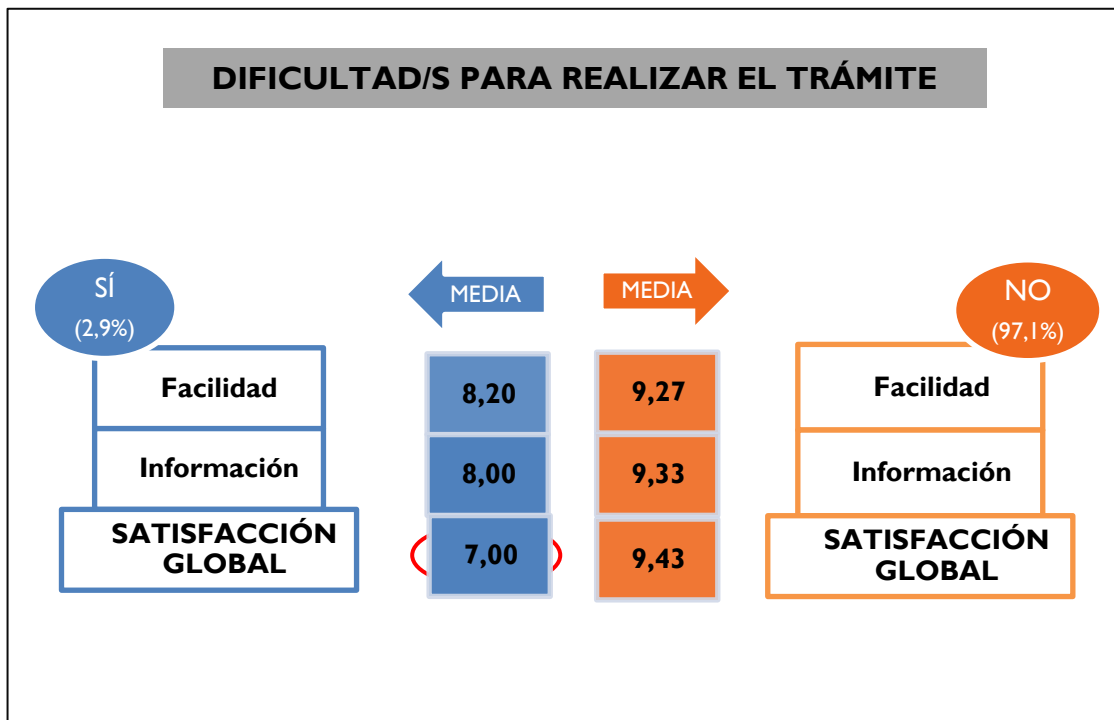 DIFICULTAD/S PARA REALIZAR EL TRÁMITE
SÍ
(2,9%)
MEDIA
MEDIA
NO
(97,1%)
Facilidad
8,20
9,27
Facilidad
Información
8,00
9,33
Información
SATISFACCIÓN
GLOBAL
7,00
9,43
SATISFACCIÓN
GLOBAL